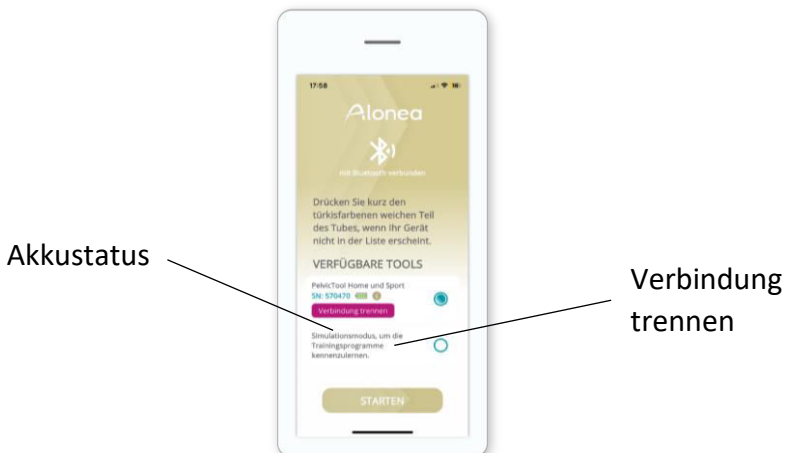 17:58
Alonea
mit Bluetooth verbunden
Drücken Sie kurz den
türkisfarbenen weichen Teil
des Tubes, wenn ihr Gerät
nicht in der Liste erscheint.
VERFÜGBARE TOOLS
PelvicTool Home und Sport
SN: 570470
Verbindung trennen
Simulationsmodus, um die
Trainingsprogramme
kennenzulernen.
STARTEN
Akkustatus
Verbindung
trennen